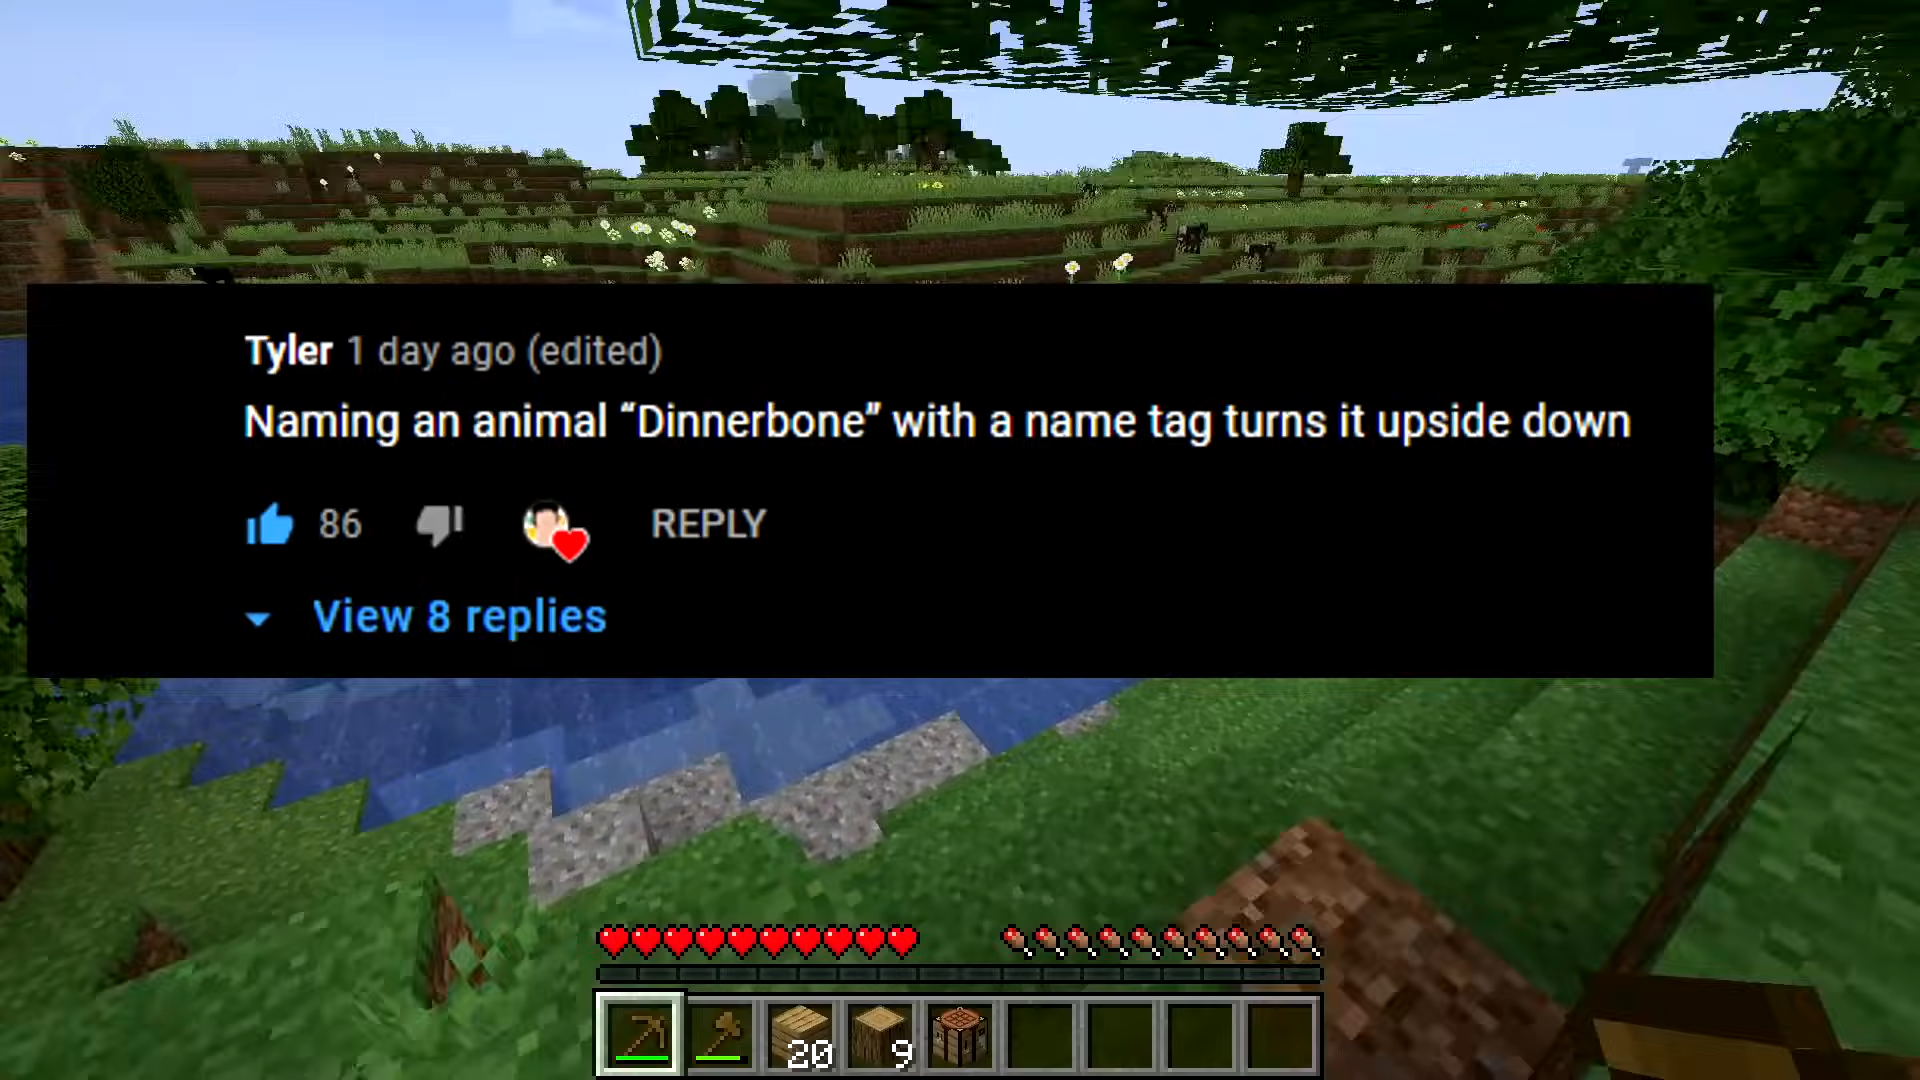 Tyler 1 day ago (edited)
Naming an animal “Dinnerbone” with a name tag turns it upside down
86 REPLY
View 8 replies
20 9